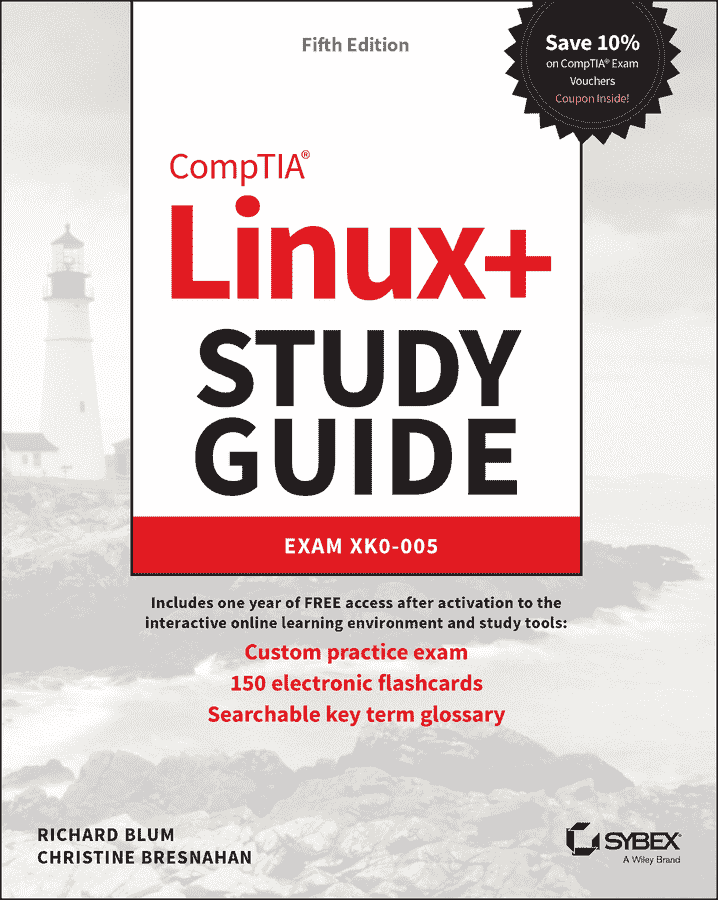 Fifth Edition
Save 10%
on CompTIA® Exam
Vouchers
Coupon Inside!
CompTIA®
Linux+
STUDY
GUIDE
EXAM XK0-005
Includes one year of FREE access after activation to the
interactive online learning environment and study tools:
Custom practice exam
150 electronic flashcards
Searchable key term glossary
RICHARD BLUM
CHRISTINE BRESNAHAN
SYBEX®
A Wiley Brand